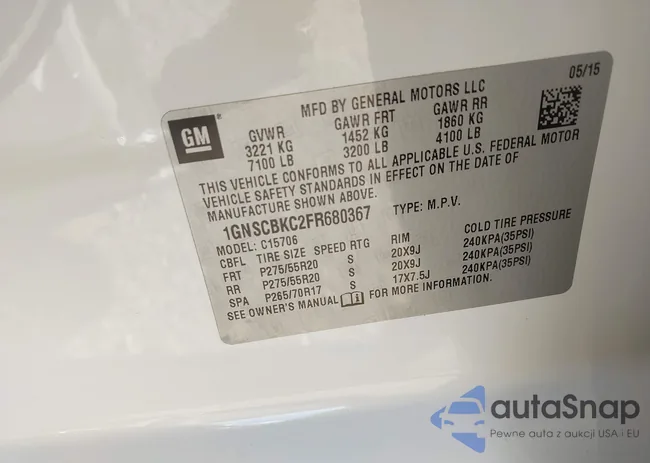 05/15
MFD BY GENERAL MOTORS LLC
GM
GVWR GAWR FRT GAWR RR
3221 KG 1452 KG 1860 KG
7100 LB 3200 LB 4100 LB
THIS VEHICLE CONFORMS TO ALL APPLICABLE U.S. FEDERAL MOTOR
VEHICLE SAFETY STANDARDS IN EFFECT ON THE DATE OF
MANUFACTURE SHOWN ABOVE.
1GNSCBKC2FR680367 TYPE: M.P.V.
MODEL: C15706
CBFL TIRE SIZE SPEED RTG RIM COLD TIRE PRESSURE
FRT P275/55R20 S 20X9J 240KPA(35PSI)
RR P275/55R20 S 20X9J 240KPA(35PSI)
SPA P265/70R17 S 17X7.5J 240KPA(35PSI)
SEE OWNER'S MANUAL FOR MORE INFORMATION.
autaSnap
Pewne auta z aukcji USA i EU